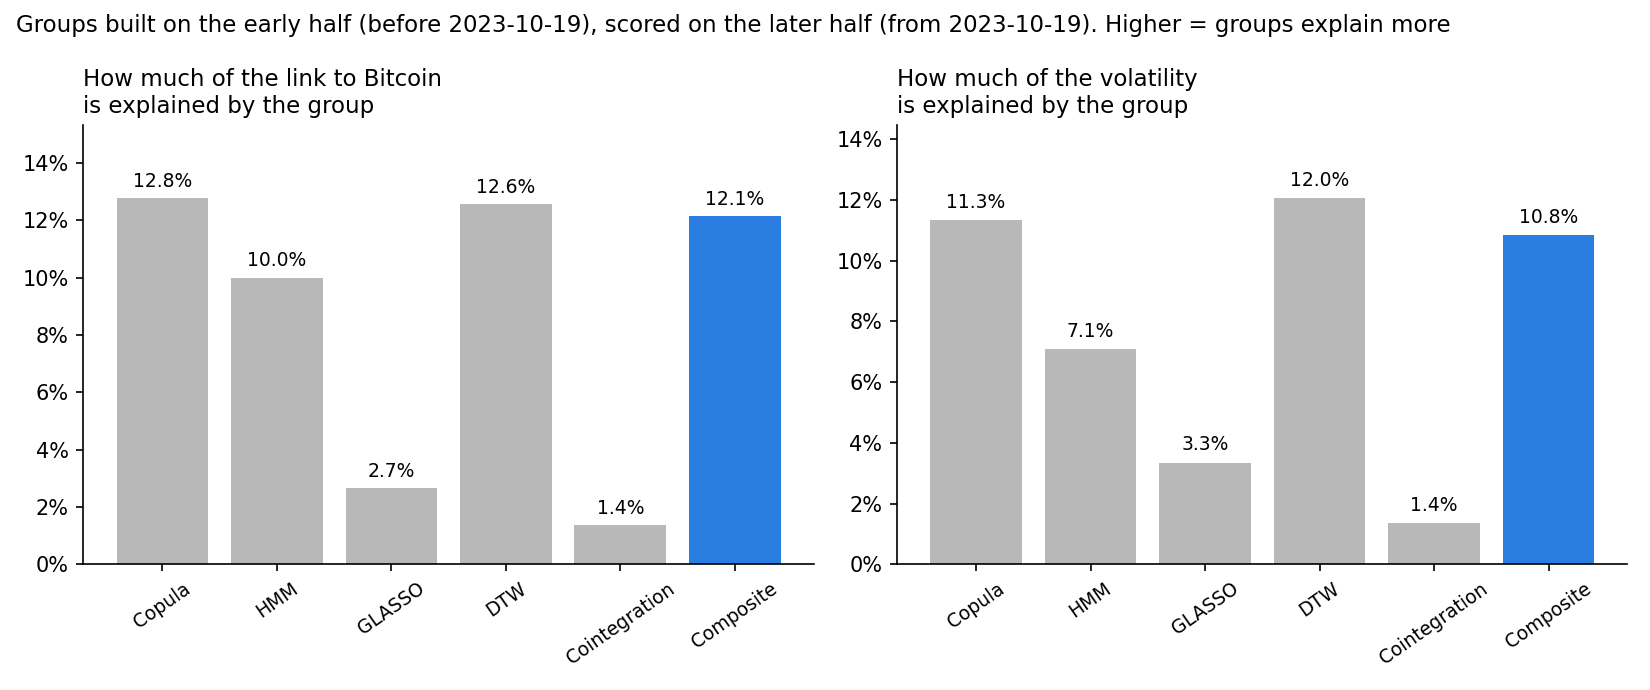 Groups built on the early half (before 2023-10-19), scored on the later half (from 2023-10-19). Higher = groups explain more
How much of the link to Bitcoin
is explained by the group
14%
12%
10%
8%
6%
4%
2%
0%
12.8%
10.0%
2.7%
12.6%
1.4%
12.1%
Copula
HMM
GLASSO
DTW
Cointegration
Composite
How much of the volatility
is explained by the group
14%
12%
10%
8%
6%
4%
2%
0%
11.3%
7.1%
3.3%
12.0%
1.4%
10.8%
Copula
HMM
GLASSO
DTW
Cointegration
Composite